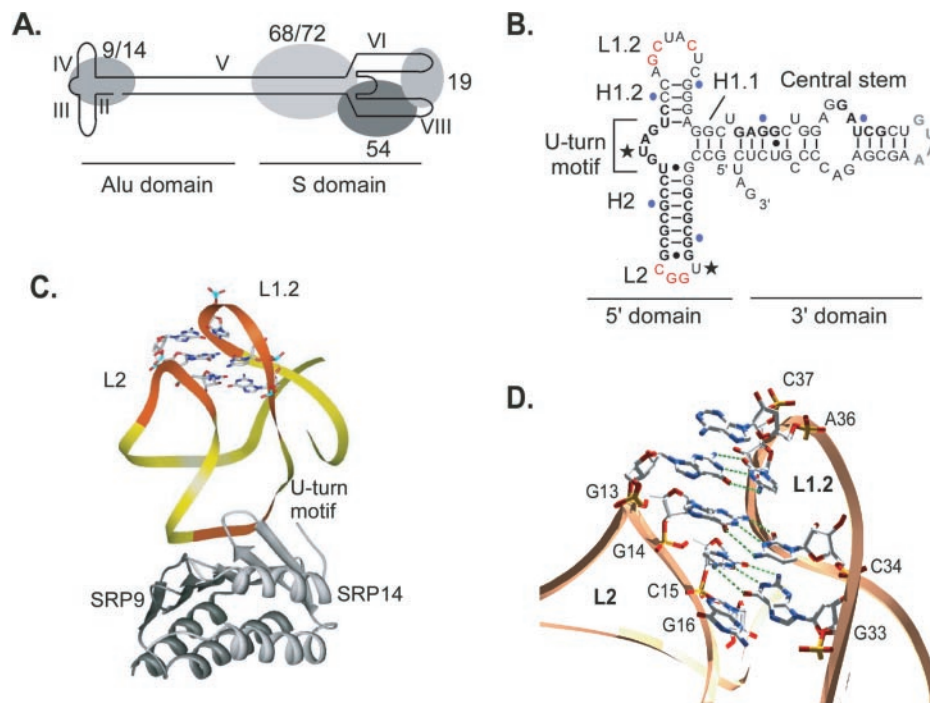 A.
68/72
VI
IV
9/14
V
19
III
II
VIII
54
Alu domain
S domain
B.
L1.2
H1.2
H1.1
Central stem
U-turn
motif
★
5'
3'
H2
L2
★
CGG
U
5' domain
3' domain
C.
L1.2
L2
U-turn
motif
SRP9
SRP14
D.
C37
A36
L1.2
G13
G14
C34
C15
L2
G16
G33